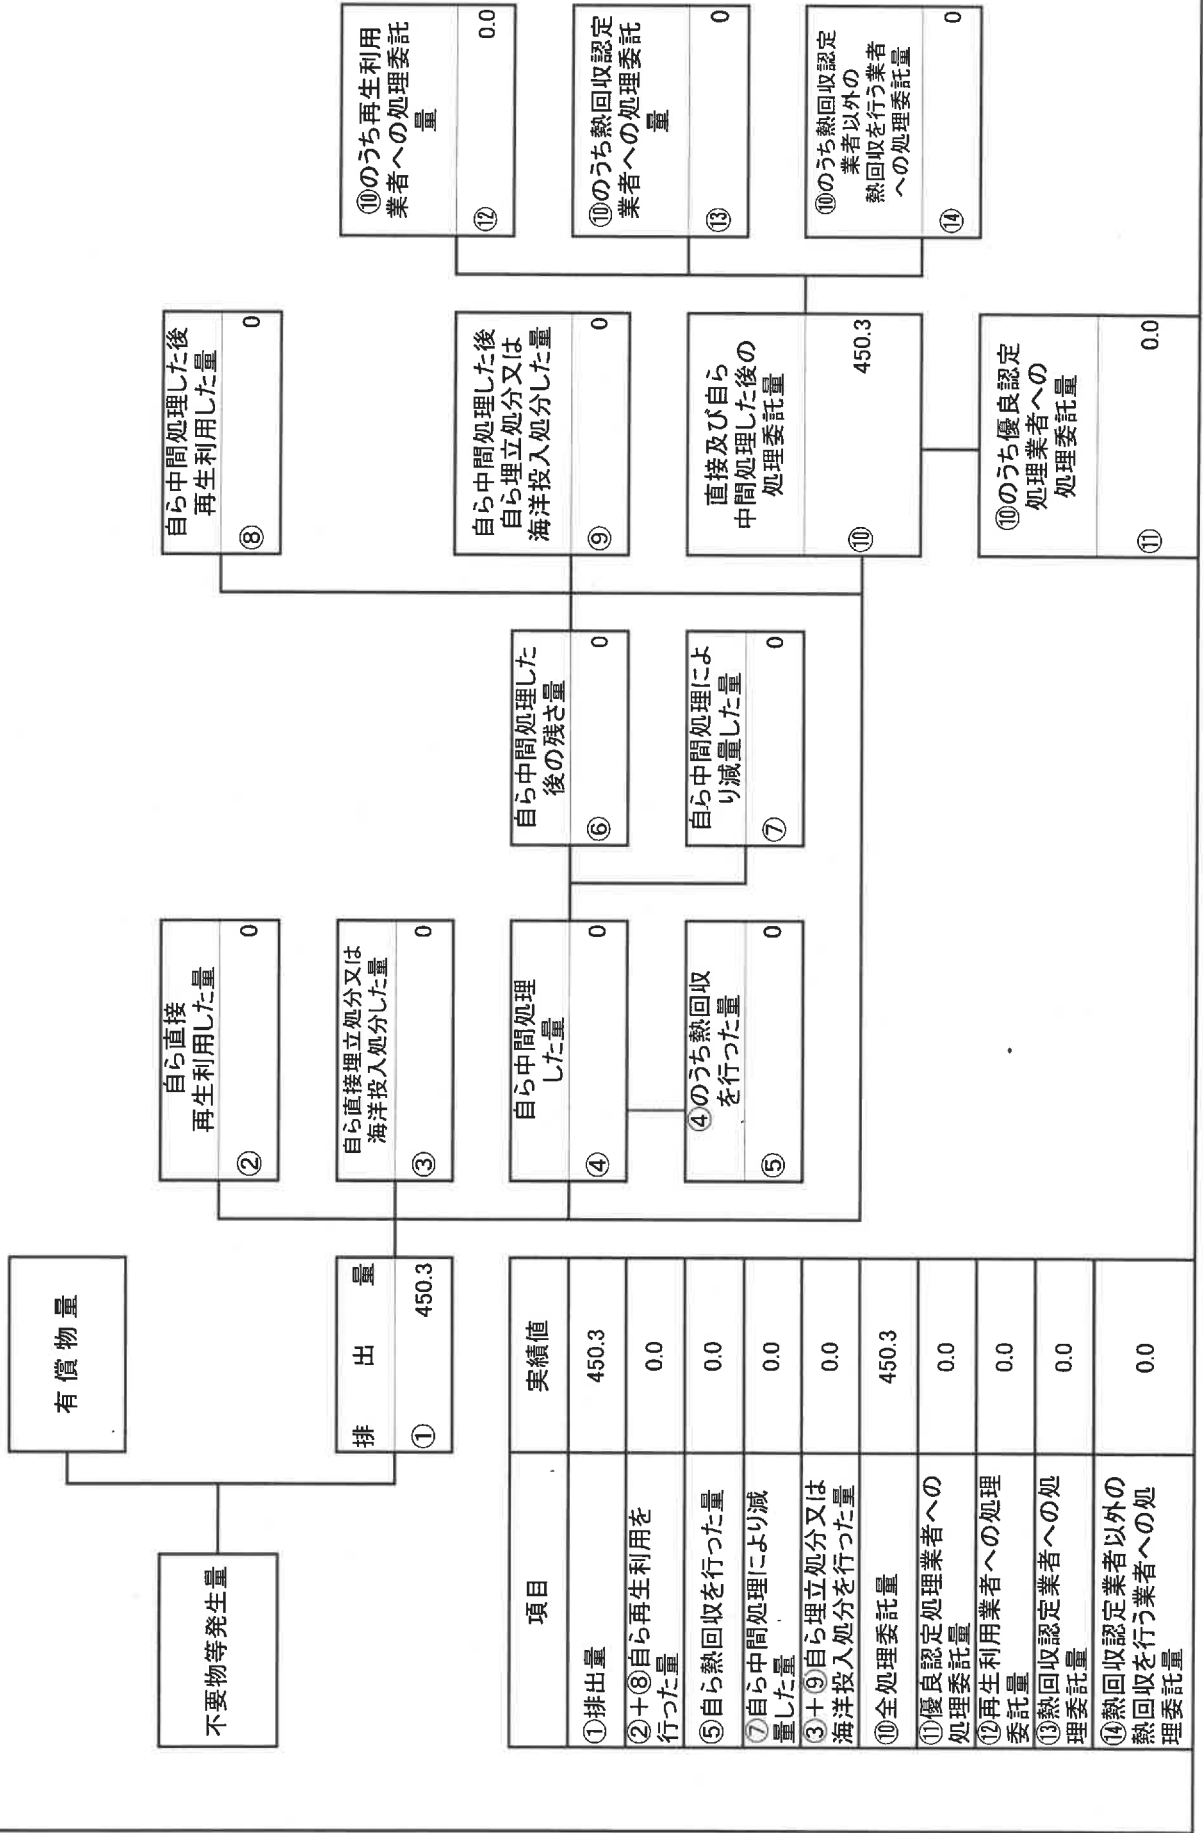 有償物量
不要物等発生量
排出量
① 450.3
自ら直接
再生利用した量
② 0
自ら直接埋立処分又は
海洋投入処分した量
③ 0
自ら中間処理
した量
④ 0
④のうち熱回収
を行った量
⑤ 0
自ら中間処理した
後の残さ量
⑥ 0
自ら中間処理によ
り減量した量
⑦ 0
自ら中間処理した後
再生利用した量
⑧ 0
自ら中間処理した後
自ら埋立処分又は
海洋投入処分した量
⑨ 0
直接及び自ら
中間処理した後の
処理委託量
⑩ 450.3
⑩のうち優良認定
処理業者への
処理委託量
⑪ 0.0
⑩のうち再生利用
業者への処理委託
量
⑫ 0.0
⑩のうち熱回収認定
業者への処理委託
量
⑬ 0
⑩のうち熱回収認定
業者以外の
熱回収を行う業者
への処理委託量
⑭ 0
項目 実績値
①排出量 450.3
②+⑧自ら再生利用を
行った量 0.0
⑤自ら熱回収を行った量 0.0
⑦自ら中間処理により減
量した量 0.0
③+⑨自ら埋立処分又は
海洋投入処分を行った量 0.0
⑩全処理委託量 450.3
⑪優良認定処理業者への
処理委託量 0.0
⑫再生利用業者への処理
委託量 0.0
⑬熱回収認定業者への処
理委託量 0.0
⑭熱回収認定業者以外の
熱回収を行う業者への処
理委託量 0.0